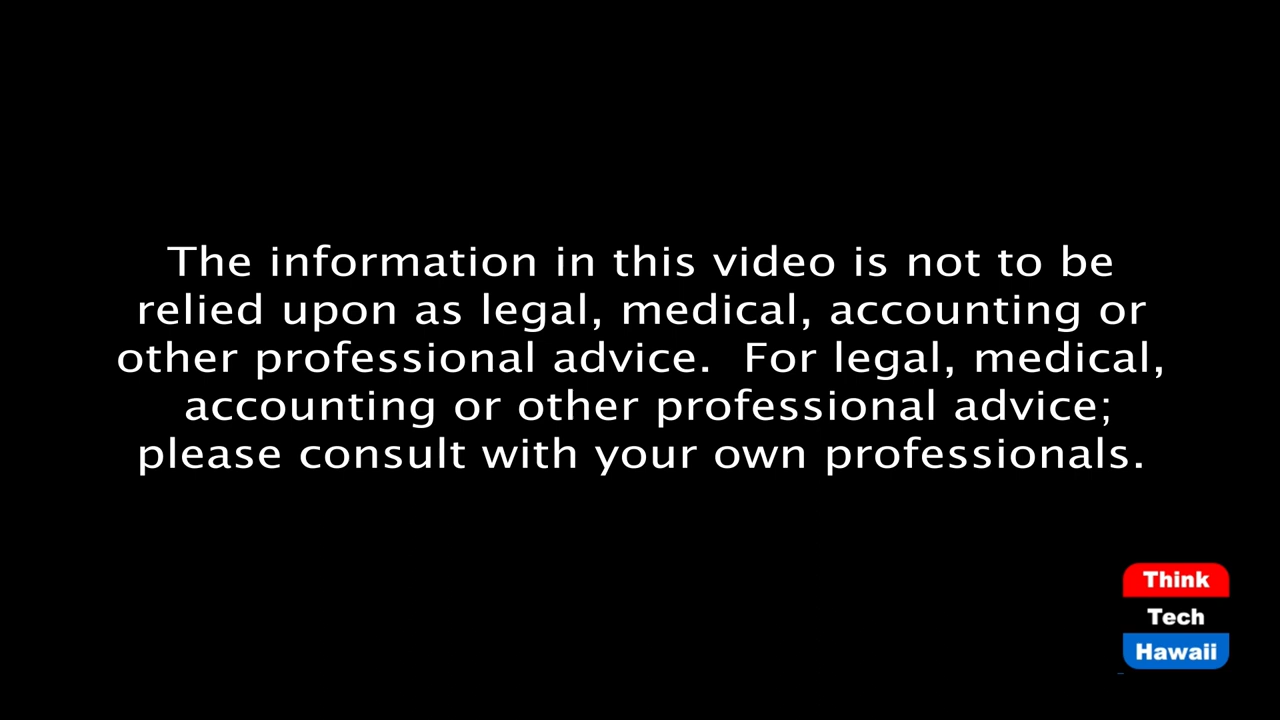 The information in this video is not to be
relied upon as legal, medical, accounting or
other professional advice.  For legal, medical,
accounting or other professional advice;
please consult with your own professionals.
Think
Tech
Hawaii